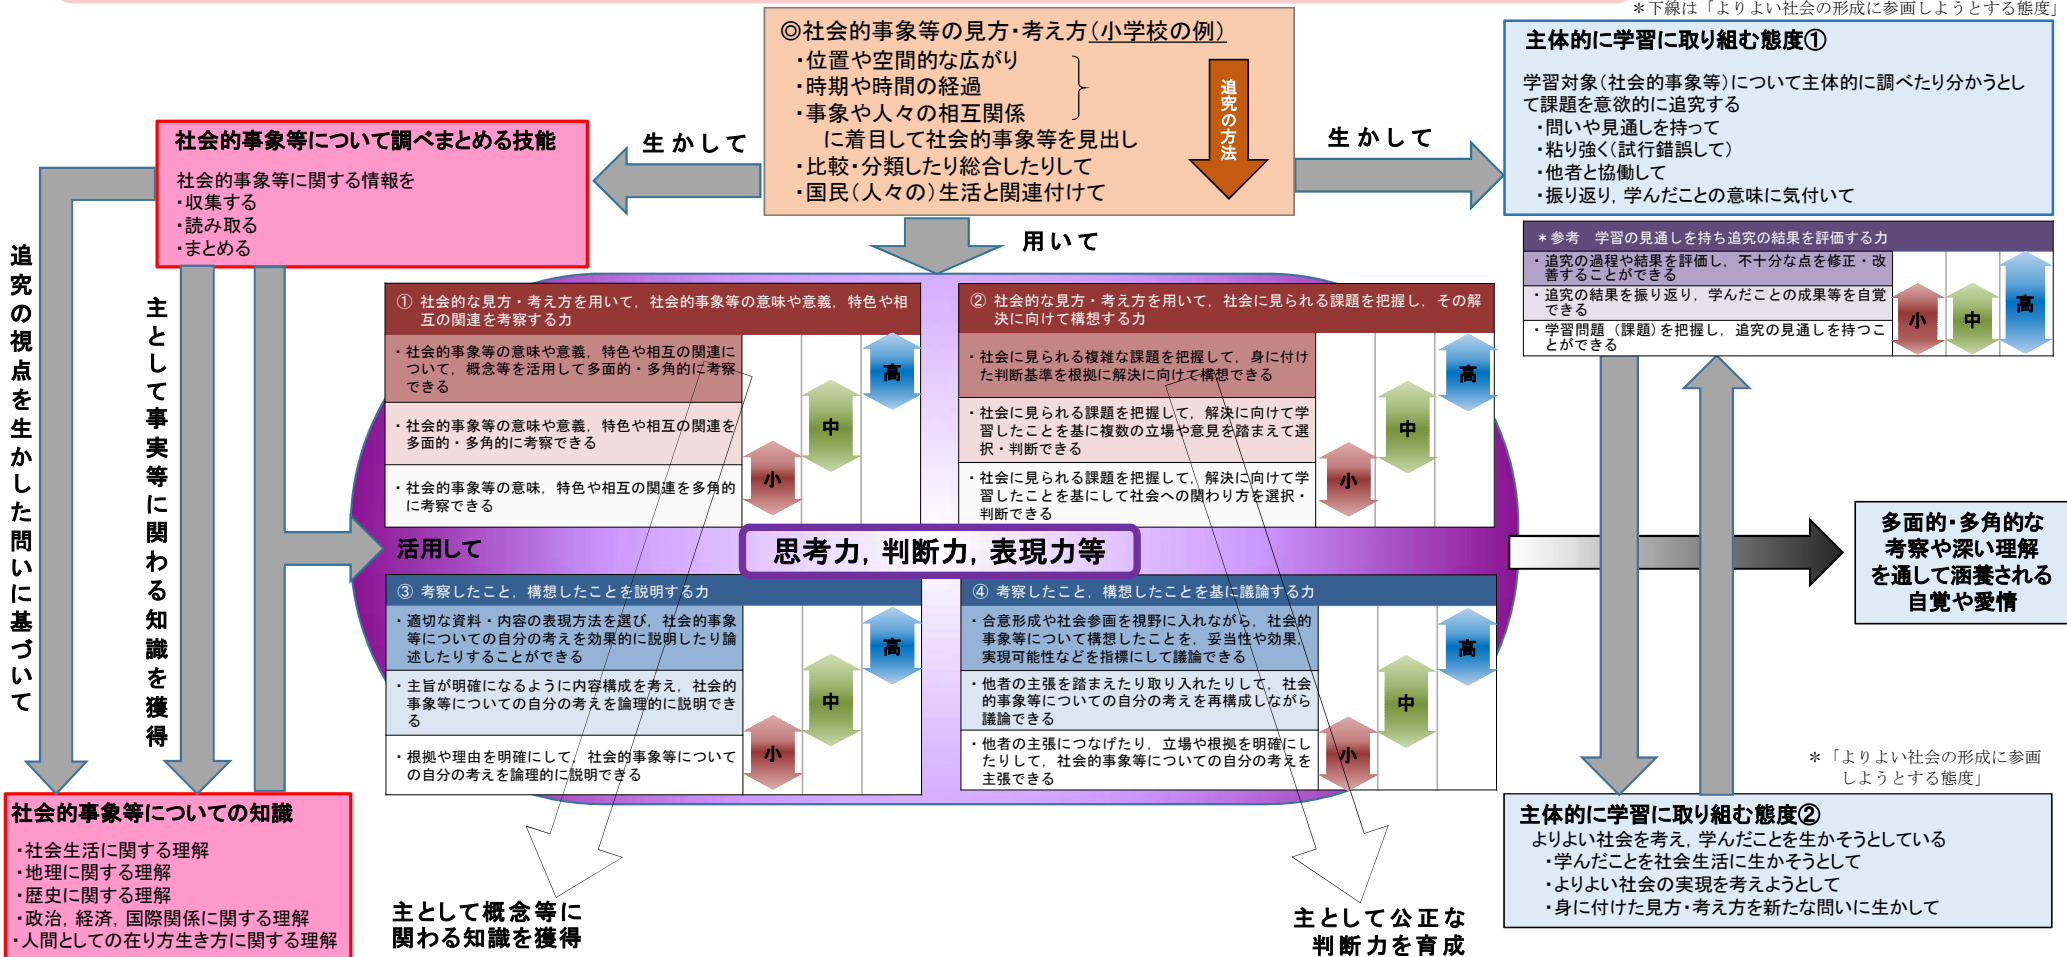 ＊下線は「よりよい社会の形成に参画しようとする態度」
◎社会的事象等の見方・考え方(小学校の例)
・位置や空間的な広がり
・時期や時間の経過
・事象や人々の相互関係
に着目して社会的事象等を見出し
・比較・分類したり総合したりして
・国民(人々の)生活と関連付けて
追究の方法
生かして
生かして
用いて
主体的に学習に取り組む態度①
学習対象(社会的事象等)について主体的に調べたり分かろうとし
て課題を意欲的に追究する
・問いや見通しを持って
・粘り強く(試行錯誤して)
・他者と協働して
・振り返り，学んだことの意味に気付いて
社会的事象等について調べまとめる技能
社会的事象等に関する情報を
・収集する
・読み取る
・まとめる
追究の視点を生かした問いに基づいて
主として事実等に関わる知識を獲得
＊参考　学習の見通しを持ち追究の結果を評価する力
・追究の過程や結果を評価し，不十分な点を修正・改
善することができる
・追究の結果を振り返り，学んだことの成果等を自覚
できる
・学習問題（課題）を把握し，追究の見通しを持つこ
とができる
小
中
高
① 社会的な見方・考え方を用いて，社会的事象等の意味や意義，特色や相
互の関連を考察する力
・社会的事象等の意味や意義，特色や相互の関連に
ついて，概念等を活用して多面的・多角的に考察
できる
・社会的事象等の意味や意義，特色や相互の関連を
多面的・多角的に考察できる
・社会的事象等の意味，特色や相互の関連を多角的
に考察できる
小
中
高
② 社会的な見方・考え方を用いて，社会に見られる課題を把握し，その解
決に向けて構想する力
・社会に見られる複雑な課題を把握して，身に付け
た判断基準を根拠に解決に向けて構想できる
・社会に見られる課題を把握して，解決に向けて学
習したことを基に複数の立場や意見を踏まえて選
択・判断できる
・社会に見られる課題を把握して，解決に向けて学
習したことを基にして社会への関わり方を選択・
判断できる
小
中
高
活用して
思考力，判断力，表現力等
③ 考察したこと，構想したことを説明する力
・適切な資料・内容の表現方法を選び，社会的事象
等についての自分の考えを効果的に説明したり論
述したりすることができる
・主旨が明確になるように内容構成を考え，社会的
事象等についての自分の考えを論理的に説明でき
る
・根拠や理由を明確にして，社会的事象等について
の自分の考えを論理的に説明できる
小
中
高
④ 考察したこと，構想したことを基に議論する力
・合意形成や社会参画を視野に入れながら，社会的
事象等について構想したことを，妥当性や効果，
実現可能性などを指標にして議論できる
・他者の主張を踏まえたり取り入れたりして，社会
的事象等についての自分の考えを再構成しながら
議論できる
・他者の主張につなげたり，立場や根拠を明確にし
たりして，社会的事象等についての自分の考えを
主張できる
小
中
高
多面的・多角的な
考察や深い理解
を通して涵養される
自覚や愛情
＊「よりよい社会の形成に参画
しようとする態度」
社会的事象等についての知識
・社会生活に関する理解
・地理に関する理解
・歴史に関する理解
・政治，経済，国際関係に関する理解
・人間としての在り方生き方に関する理解
主として概念等に
関わる知識を獲得
主として公正な
判断力を育成
主体的に学習に取り組む態度②
よりよい社会を考え，学んだことを生かそうとしている
・学んだことを社会生活に生かそうとして
・よりよい社会の実現を考えようとして
・身に付けた見方・考え方を新たな問いに生かして